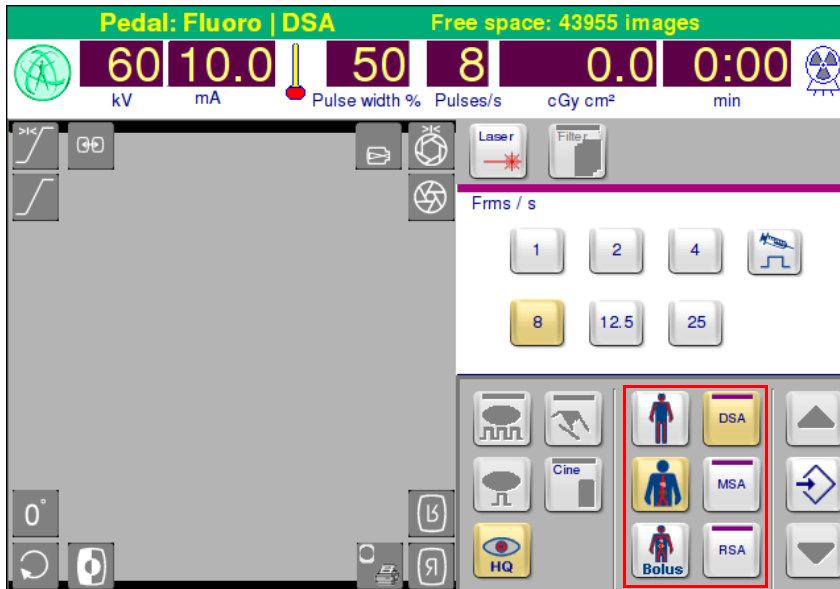 Pedal: Fluoro | DSA
Free space: 43955 images
60 10.0 50 8 0.0 0:00
kV mA Pulse width % Pulses/s cGy cm² min
Laser
Filter
Frms / s
1 2 4
8 12.5 25
DSA
Cine
MSA
0°
HQ
Bolus
RSA
R
R